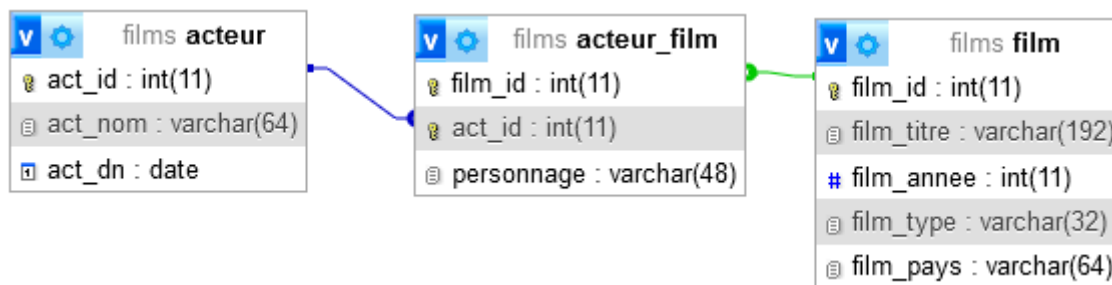 v films acteur
act_id : int(11)
act_nom : varchar(64)
act_dn : date
v films acteur_film
film_id : int(11)
act_id : int(11)
personnage : varchar(48)
v films film
film_id : int(11)
film_titre : varchar(192)
# film_annee : int(11)
film_type : varchar(32)
film_pays : varchar(64)